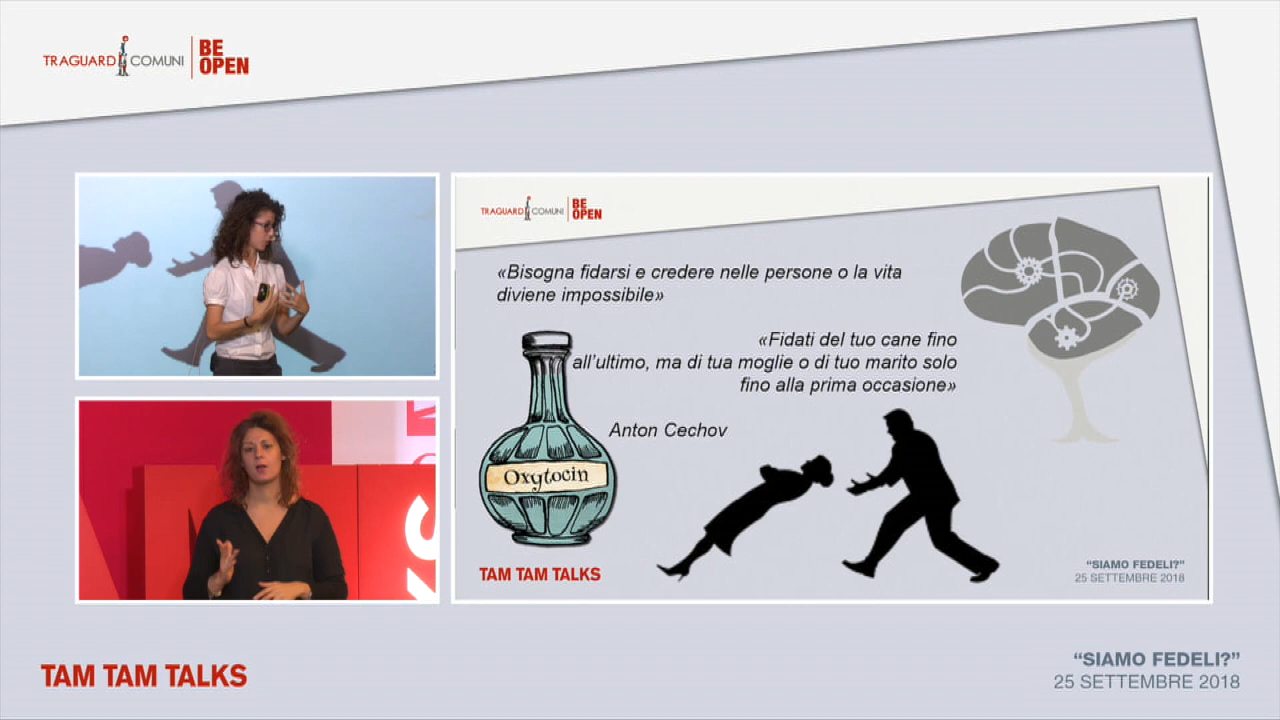 TRAGUARDI COMUNI
BE
OPEN
TRAGUARDI COMUNI
BE
OPEN
«Bisogna fidarsi e credere nelle persone o la vita
diviene impossibile»
«Fidati del tuo cane fino
all'ultimo, ma di tua moglie o di tuo marito solo
fino alla prima occasione»
Anton Cechov
Oxytocin
TAM TAM TALKS
“SIAMO FEDELI?”
25 SETTEMBRE 2018
TAM TAM TALKS
“SIAMO FEDELI?”
25 SETTEMBRE 2018